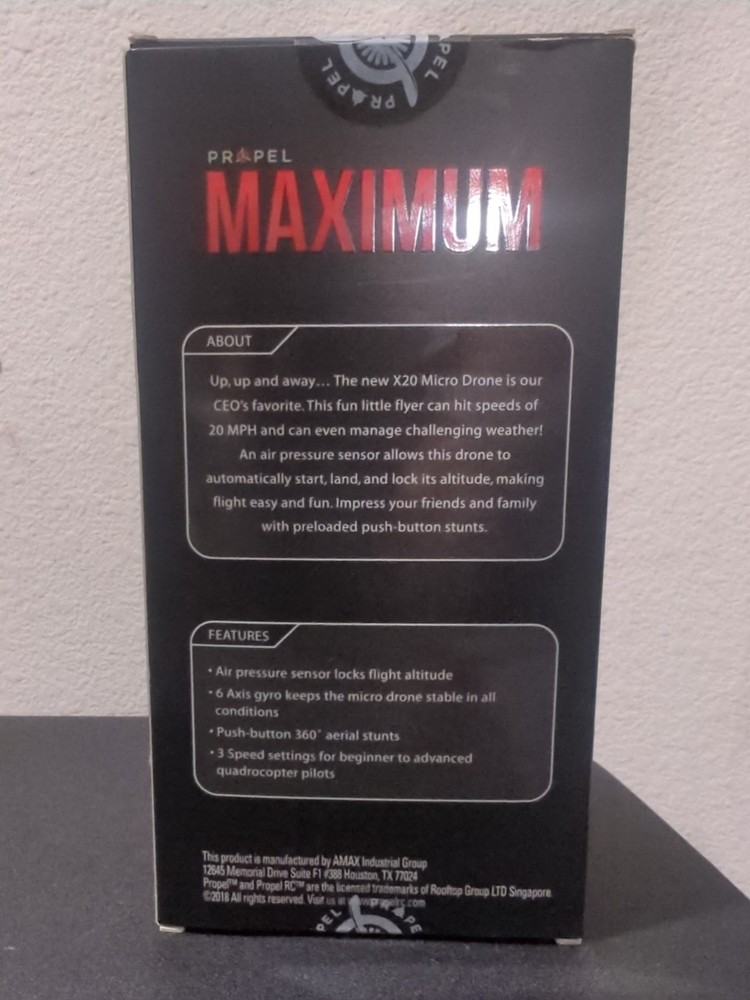 PROPEL
PROPEL
MAXIMUM
ABOUT
Up, up and away... The new X20 Micro Drone is our
CEO's favorite. This fun little flyer can hit speeds of
20 MPH and can even manage challenging weather!
An air pressure sensor allows this drone to
automatically start, land, and lock its altitude, making
flight easy and fun. Impress your friends and family
with preloaded push-button stunts.
FEATURES
• Air pressure sensor locks flight altitude
• 6 Axis gyro keeps the micro drone stable in all
conditions
• Push-button 360° aerial stunts
• 3 Speed settings for beginner to advanced
quadrocopter pilots
This product is manufactured by AMAX Industrial Group
12645 Memorial Drive Suite F1 #388 Houston, TX 77024
Propel™ and Propel RC™ are the licensed trademarks of Rooftop Group LTD Singapore
©2018 All rights reserved. Visit us at www.propelrc.com